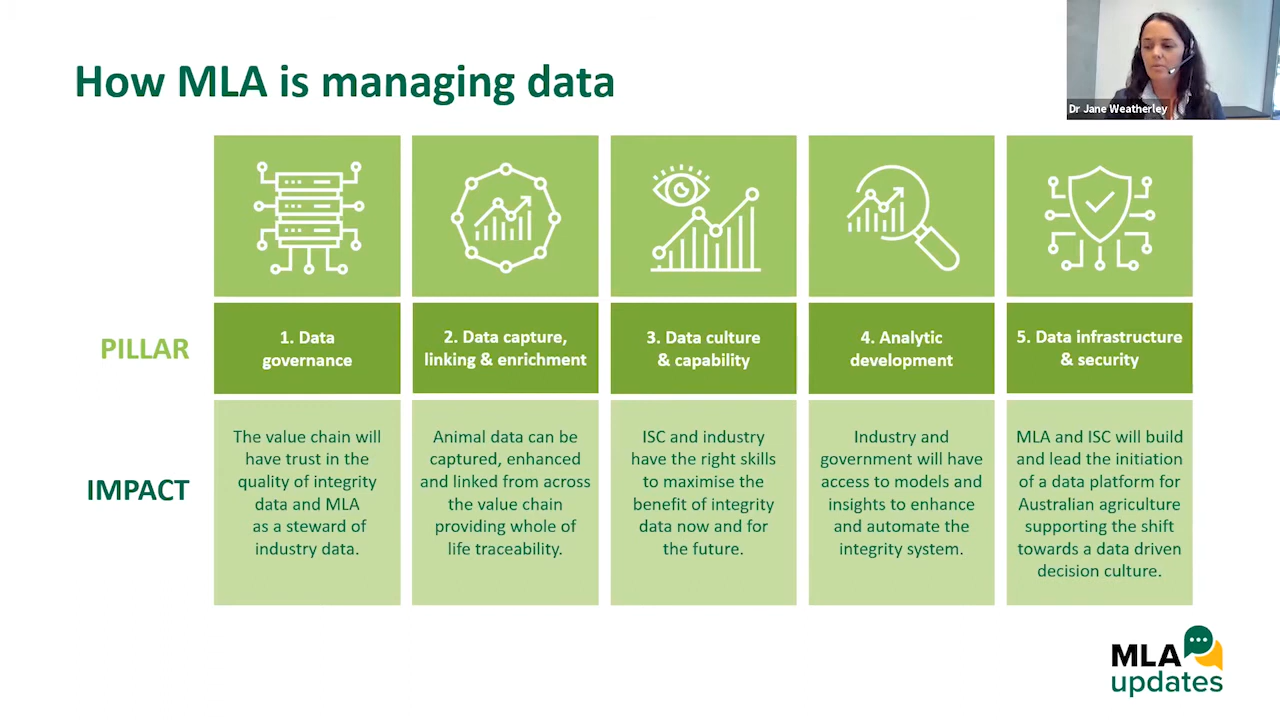 How MLA is managing data
Dr Jane Weatherley
PILLAR
1. Data
governance
2. Data capture,
linking & enrichment
3. Data culture
& capability
4. Analytic
development
5. Data infrastructure
& security
IMPACT
The value chain will
have trust in the
quality of integrity
data and MLA
as a steward of
industry data.
Animal data can be
captured, enhanced
and linked from across
the value chain
providing whole of
life traceability.
ISC and industry
have the right skills
to maximise the
benefit of integrity
data now and for
the future.
Industry and
government will have
access to models and
insights to enhance
and automate the
integrity system.
MLA and ISC will build
and lead the initiation
of a data platform for
Australian agriculture
supporting the shift
towards a data driven
decision culture.
MLA
updates